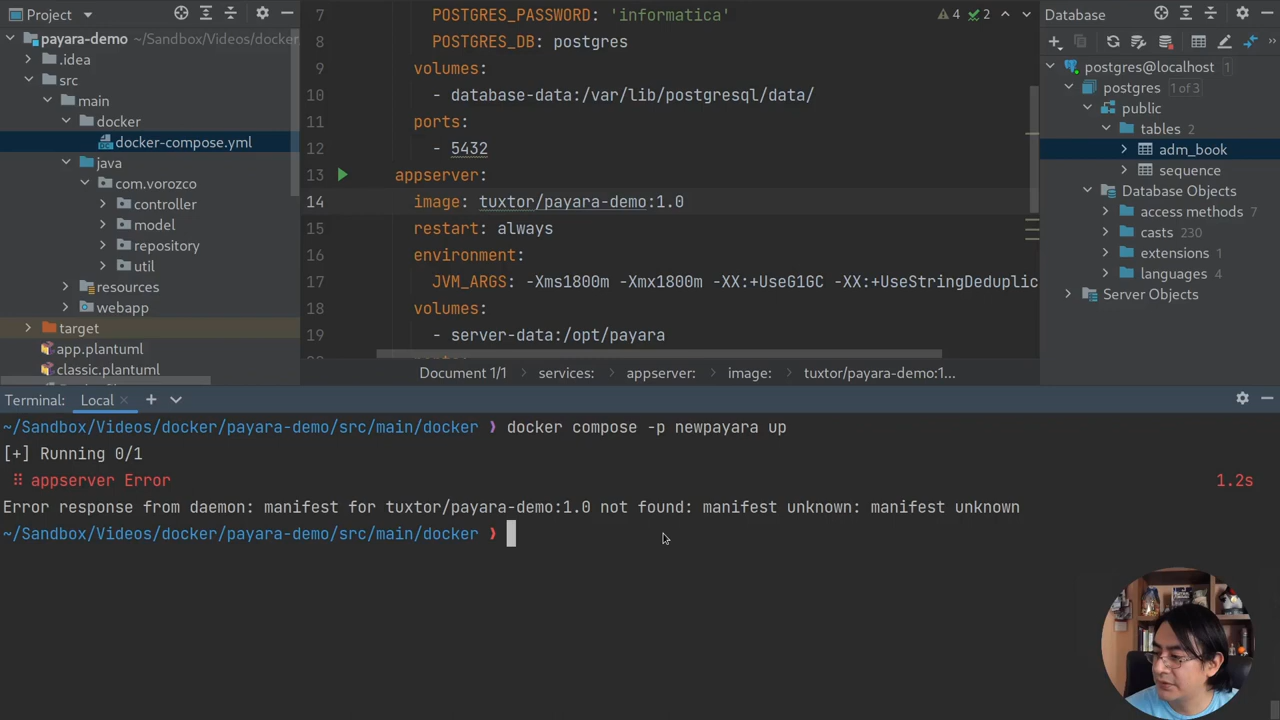 Project
payara-demo ~/Sandbox/Videos/docker
.idea
src
main
docker
docker-compose.yml
java
com.vorozco
controller
model
repository
util
resources
webapp
target
app.plantuml
classic.plantuml
7 POSTGRES_PASSWORD: 'informatica'
8 POSTGRES_DB: postgres
9 volumes:
10 - database-data:/var/lib/postgresql/data/
11 ports:
12 - 5432
13 appserver:
14 image: tuxtor/payara-demo:1.0
15 restart: always
16 environment:
17 JVM_ARGS: -Xms1800m -Xmx1800m -XX:+UseG1GC -XX:+UseStringDeduplic
18 volumes:
19 - server-data:/opt/payara
4 2
Document 1/1 services: appserver: image: tuxtor/payara-demo:1...
Database
postgres@localhost 1
postgres 1 of 3
public
tables 2
adm_book
sequence
Database Objects
access methods 7
casts 230
extensions 1
languages 4
Server Objects
Terminal: Local
~/Sandbox/Videos/docker/payara-demo/src/main/docker ❯ docker compose -p newpayara up
[+] Running 0/1
⠿ appserver Error 1.2s
Error response from daemon: manifest for tuxtor/payara-demo:1.0 not found: manifest unknown: manifest unknown
~/Sandbox/Videos/docker/payara-demo/src/main/docker ❯